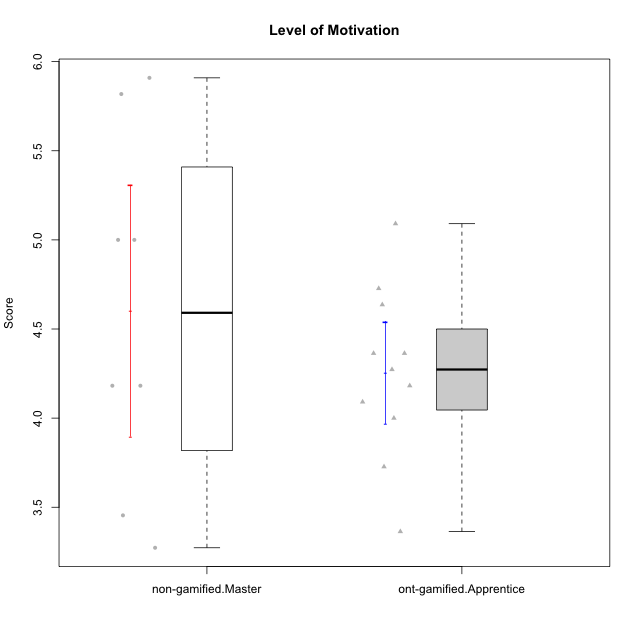 Level of Motivation
Score
6.0
5.5
5.0
4.5
4.0
3.5
non-gamified.Master
ont-gamified.Apprentice